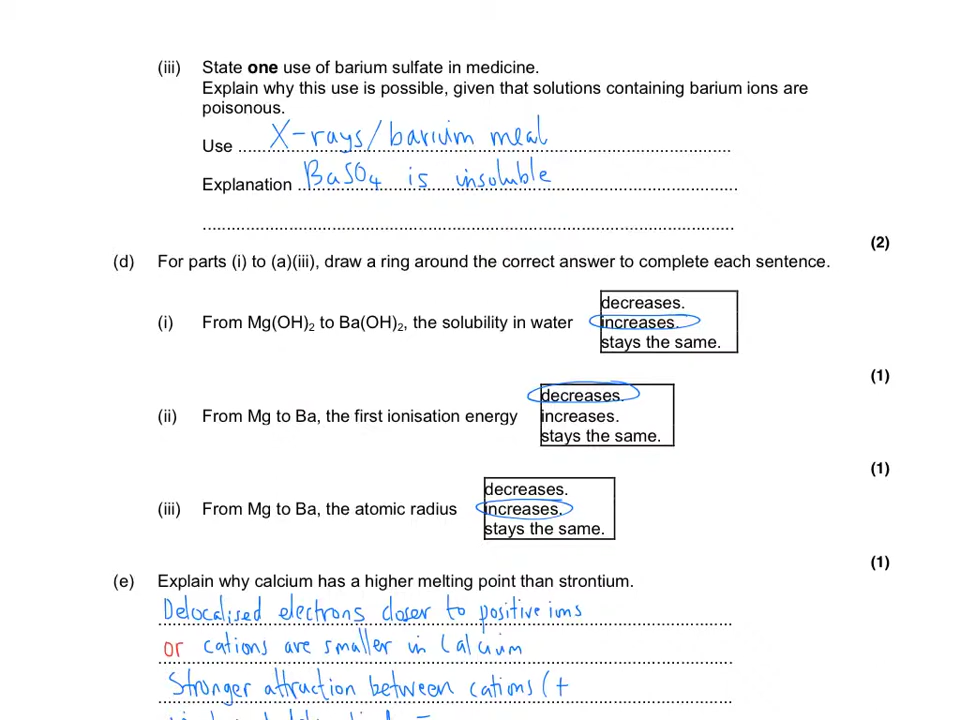 (iii) State one use of barium sulfate in medicine.
Explain why this use is possible, given that solutions containing barium ions are
poisonous.
Use X-rays/barium meal
Explanation BaSO4 is insoluble
(2)
(d) For parts (i) to (a)(iii), draw a ring around the correct answer to complete each sentence.
decreases.
(i) From Mg(OH)2 to Ba(OH)2, the solubility in water increases.
stays the same.
(1)
decreases.
(ii) From Mg to Ba, the first ionisation energy increases.
stays the same.
(1)
decreases.
(iii) From Mg to Ba, the atomic radius increases.
stays the same.
(1)
(e) Explain why calcium has a higher melting point than strontium.
Delocalised electrons closer to positive ions
or cations are smaller in Calcium
Stronger attraction between cations (+